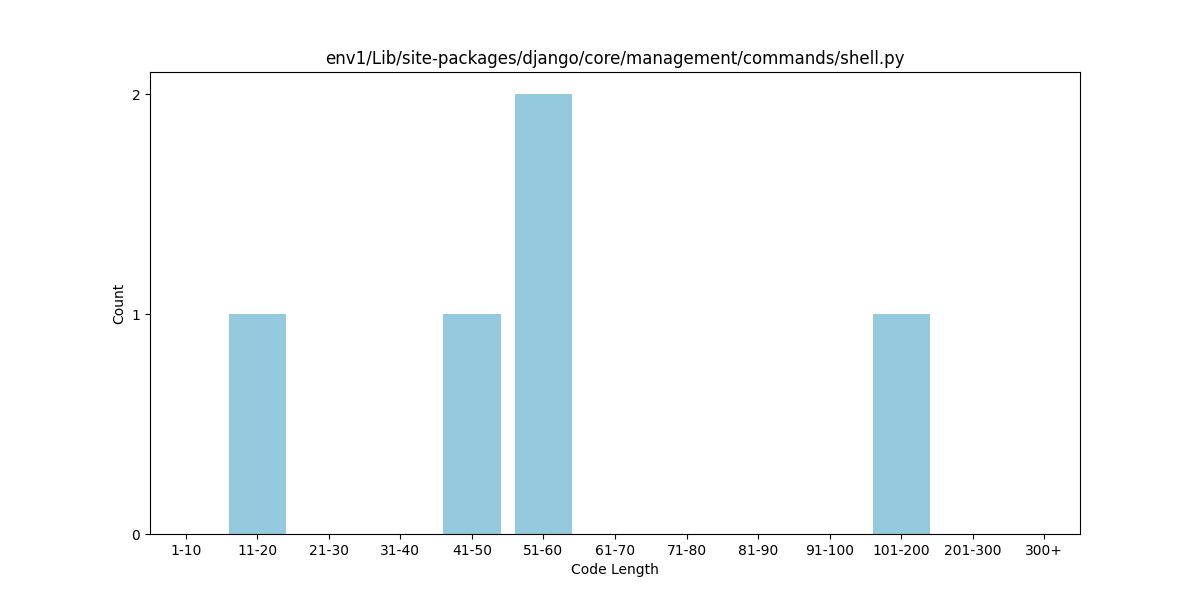 env1/Lib/site-packages/django/core/management/commands/shell.py
2
1
0
Count
1-10 11-20 21-30 31-40 41-50 51-60 61-70 71-80 81-90 91-100 101-200 201-300 300+
Code Length